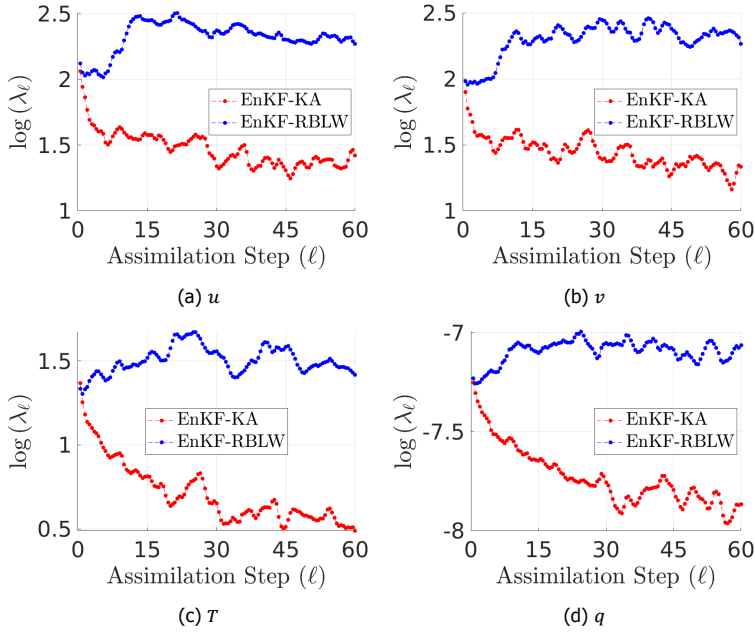 2.5
2
1.5
1
log (λℓ)
EnKF-KA
EnKF-RBLW
0 15 30 45 60
Assimilation Step (ℓ)
(a) u
2.5
2
1.5
1
log (λℓ)
EnKF-KA
EnKF-RBLW
0 15 30 45 60
Assimilation Step (ℓ)
(b) v
1.5
1
0.5
log (λℓ)
EnKF-KA
EnKF-RBLW
0 15 30 45 60
Assimilation Step (ℓ)
(c) T
-7
-7.5
-8
log (λℓ)
EnKF-KA
EnKF-RBLW
0 15 30 45 60
Assimilation Step (ℓ)
(d) q